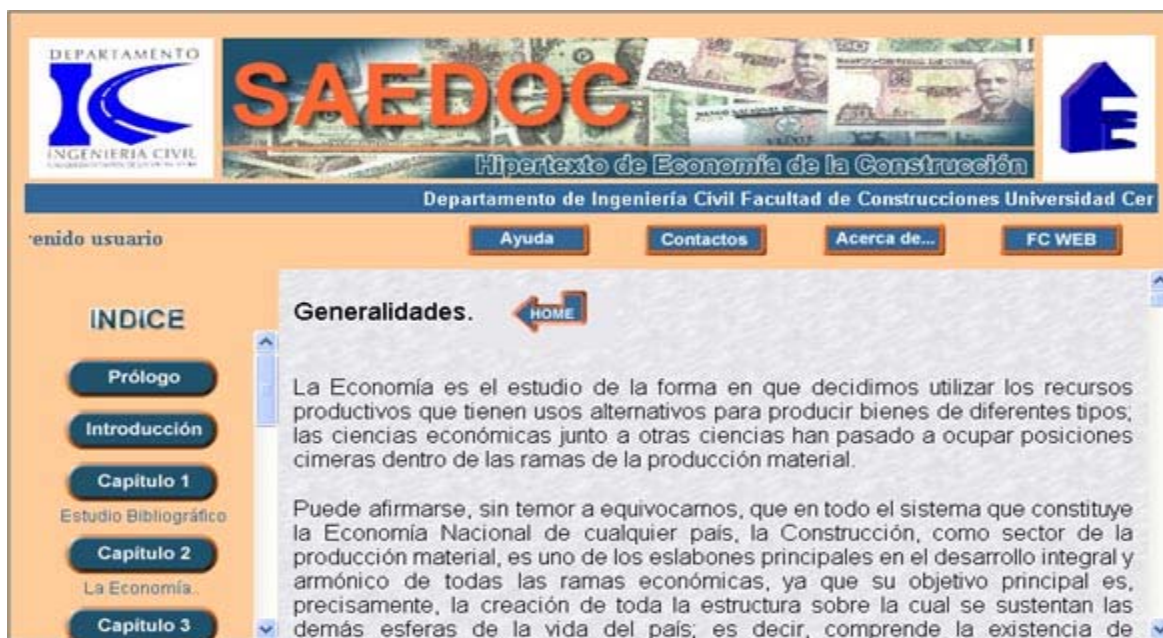 DEPARTAMENTO
INGENIERIA CIVIL
SAEDOC
Hipertexto de Economía de la Construcción
Departamento de Ingeniería Civil Facultad de Construcciones Universidad Cer
enido usuario
Ayuda
Contactos
Acerca de...
FC WEB
INDICE
Prólogo
Introducción
Capítulo 1
Estudio Bibliográfico
Capítulo 2
La Economía..
Capítulo 3
Generalidades.
HOME
La Economía es el estudio de la forma en que decidimos utilizar los recursos
productivos que tienen usos alternativos para producir bienes de diferentes tipos;
las ciencias económicas junto a otras ciencias han pasado a ocupar posiciones
cimeras dentro de las ramas de la producción material.
Puede afirmarse, sin temor a equivocarnos, que en todo el sistema que constituye
la Economía Nacional de cualquier país, la Construcción, como sector de la
producción material, es uno de los eslabones principales en el desarrollo integral y
armónico de todas las ramas económicas, ya que su objetivo principal es,
precisamente, la creación de toda la estructura sobre la cual se sustentan las
demás esferas de la vida del país; es decir, comprende la existencia de